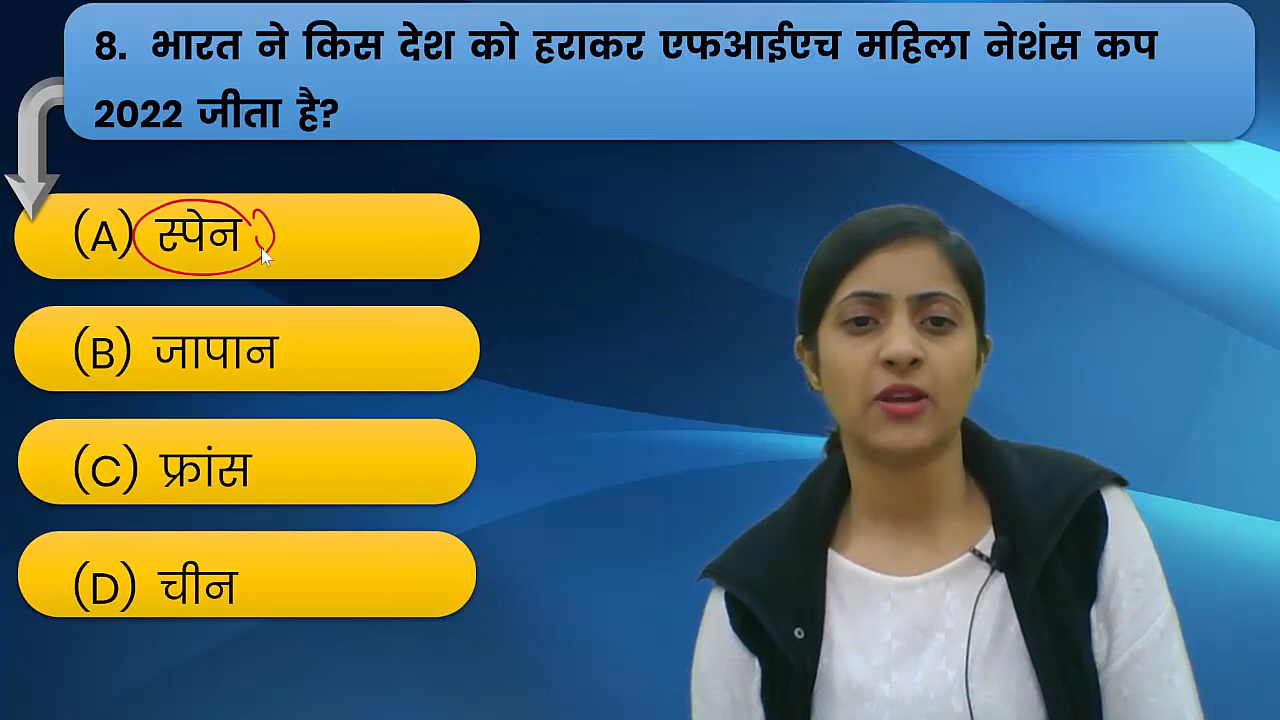 8. भारत ने किस देश को हराकर एफआईएच महिला नेशंस कप
2022 जीता है?
(A) स्पेन
(B) जापान
(C) फ्रांस
(D) चीन